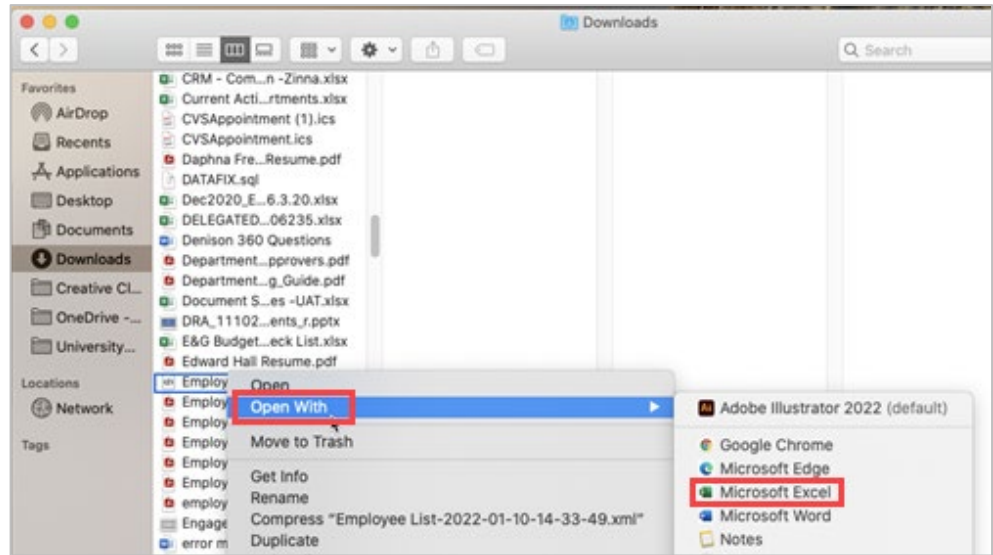 Downloads
Search
Favorites
AirDrop
Recents
Applications
Desktop
Documents
Downloads
Creative Cl...
OneDrive -...
University...
Locations
Network
Tags
CRM - Com...n -Zinna.xlsx
Current Acti...rtments.xlsx
CVSAppointment (1).ics
CVSAppointment.ics
Daphna Fre...Resume.pdf
DATAFIX.sql
Dec2020_E...6.3.20.xlsx
DELEGATED...06235.xlsx
Denison 360 Questions
Department...pprovers.pdf
Department...g_Guide.pdf
Document S...es -UAT.xlsx
DRA_11102...ents_r.pptx
E&G Budget...eck List.xlsx
Edward Hall Resume.pdf
Employ
Employ
Employ
Employ
Employ
Employ
employ
Engage
error m
Open
Open With
Move to Trash
Get Info
Rename
Compress "Employee List-2022-01-10-14-33-49.xml"
Duplicate
Adobe Illustrator 2022 (default)
Google Chrome
Microsoft Edge
Microsoft Excel
Microsoft Word
Notes